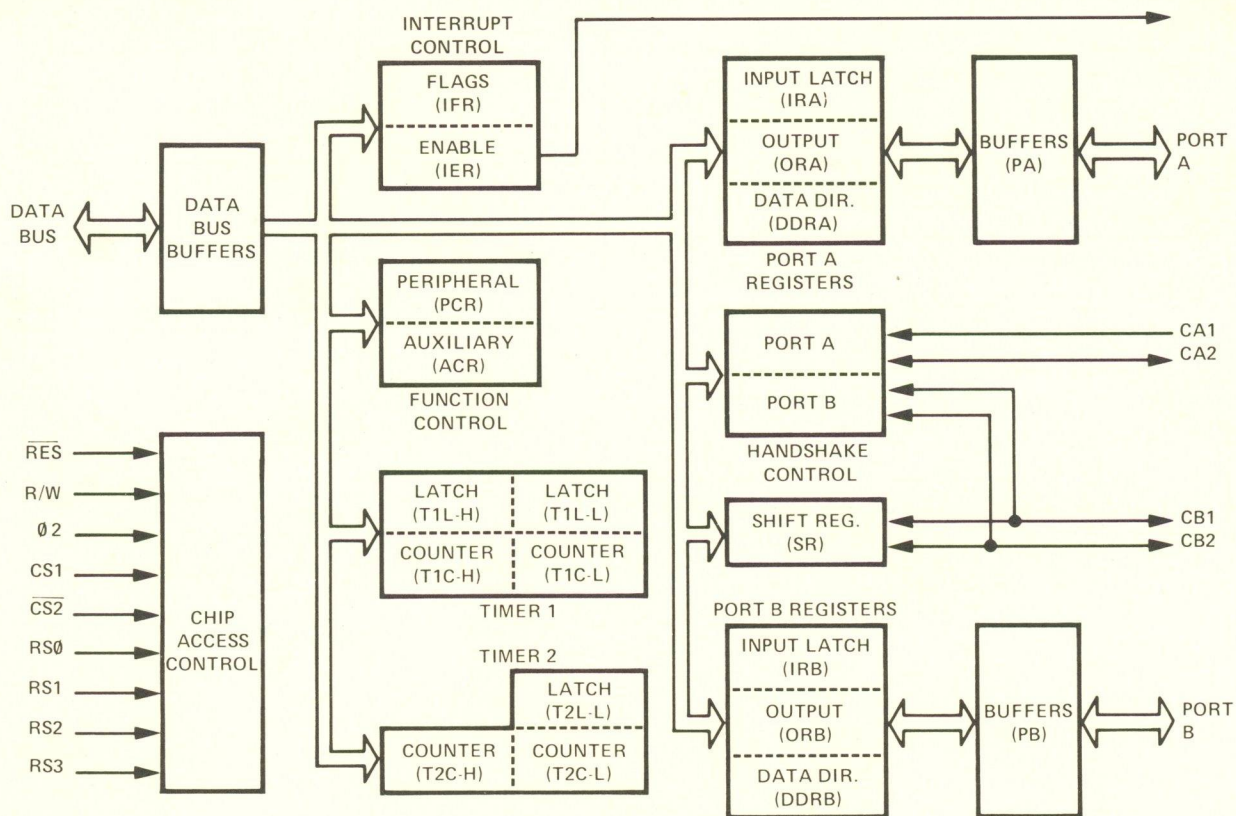 INTERRUPT
CONTROL
FLAGS
(IFR)
ENABLE
(IER)
DATA
BUS
DATA
BUS
BUFFERS
PERIPHERAL
(PCR)
AUXILIARY
(ACR)
FUNCTION
CONTROL
R̅E̅S̅
R/W
Ø2
CS1
C̅S̅2̅
RSØ
RS1
RS2
RS3
CHIP
ACCESS
CONTROL
LATCH
(T1L-H)
LATCH
(T1L-L)
COUNTER
(T1C-H)
COUNTER
(T1C-L)
TIMER 1
TIMER 2
LATCH
(T2L-L)
COUNTER
(T2C-H)
COUNTER
(T2C-L)
INPUT LATCH
(IRA)
OUTPUT
(ORA)
DATA DIR.
(DDRA)
PORT A
REGISTERS
BUFFERS
(PA)
PORT
A
PORT A
PORT B
HANDSHAKE
CONTROL
CA1
CA2
SHIFT REG.
(SR)
CB1
CB2
PORT B REGISTERS
INPUT LATCH
(IRB)
OUTPUT
(ORB)
DATA DIR.
(DDRB)
BUFFERS
(PB)
PORT
B